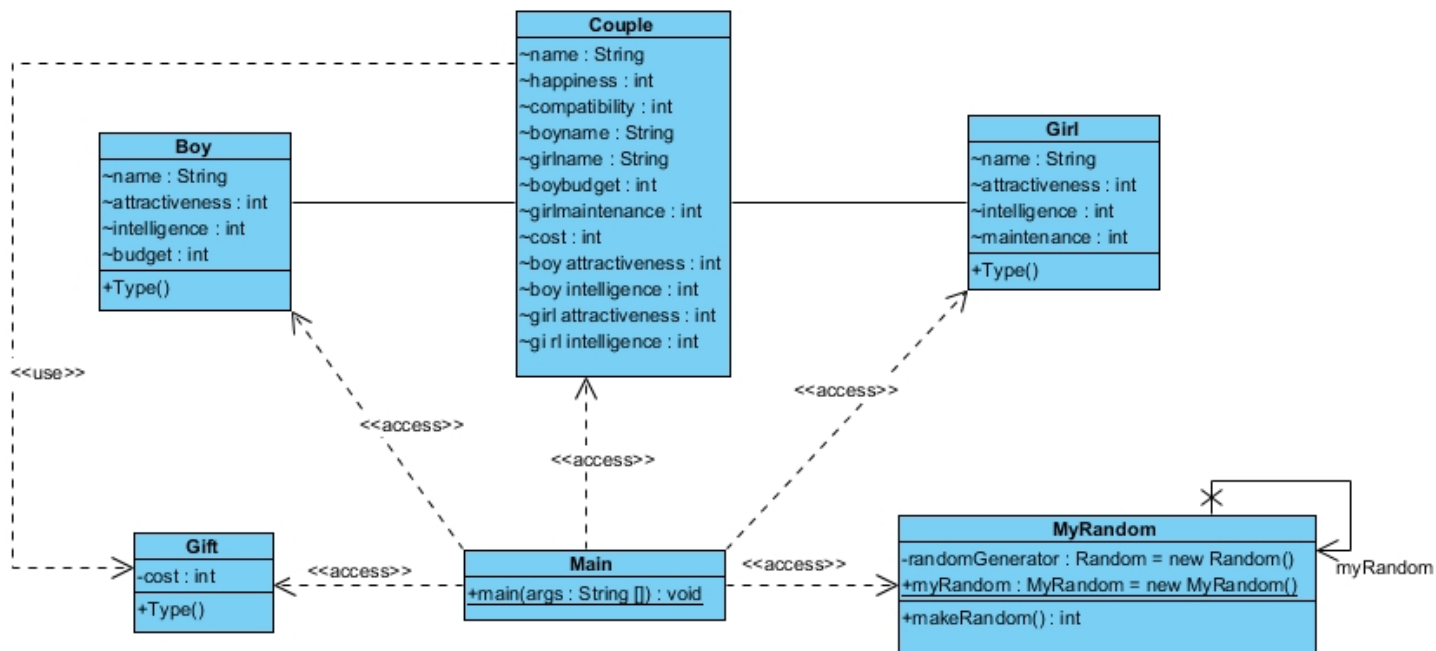 Couple
~name : String
~happiness : int
~compatibility : int
~boyname : String
~girlname : String
~boybudget : int
~girlmaintenance : int
~cost : int
~boy attractiveness : int
~boy intelligence : int
~girl attractiveness : int
~gi rl intelligence : int
Boy
~name : String
~attractiveness : int
~intelligence : int
~budget : int
+Type()
Girl
~name : String
~attractiveness : int
~intelligence : int
~maintenance : int
+Type()
<<use>>
<<access>>
<<access>>
<<access>>
<<access>>
<<access>>
Gift
-cost : int
+Type()
Main
+main(args : String []) : void
MyRandom
-randomGenerator : Random = new Random()
+myRandom : MyRandom = new MyRandom()
+makeRandom() : int
myRandom